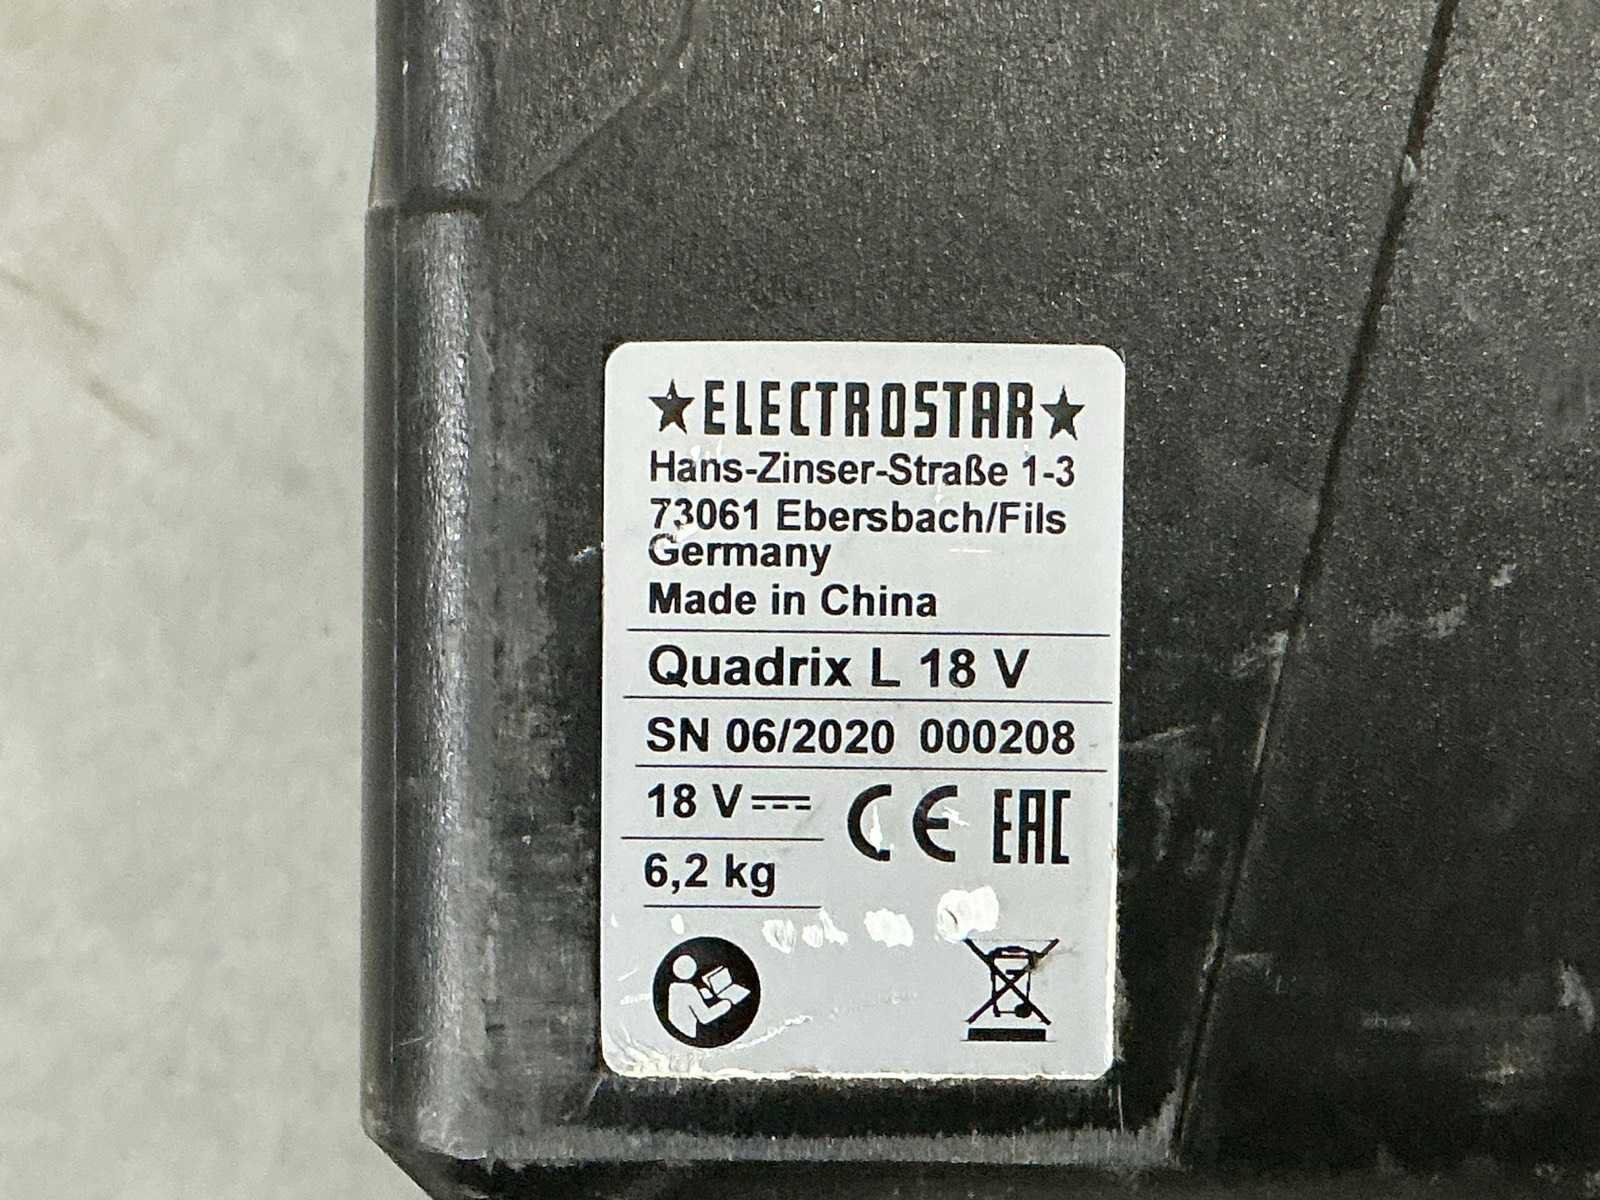 ★ELECTROSTAR★
Hans-Zinser-Straße 1-3
73061 Ebersbach/Fils
Germany
Made in China
Quadrix L 18 V
SN 06/2020 000208
18 V
CE EAC
6,2 kg